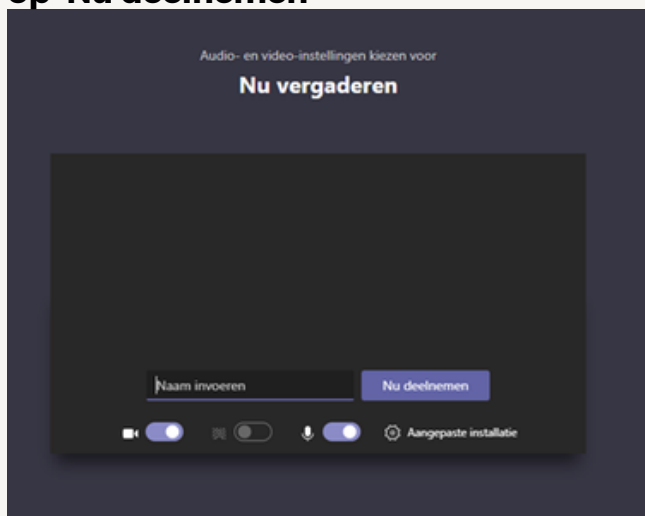 op 'Nu deelnemen'
Audio- en video-instellingen kiezen voor
Nu vergaderen
Naam invoeren
Nu deelnemen
Aangepaste installatie